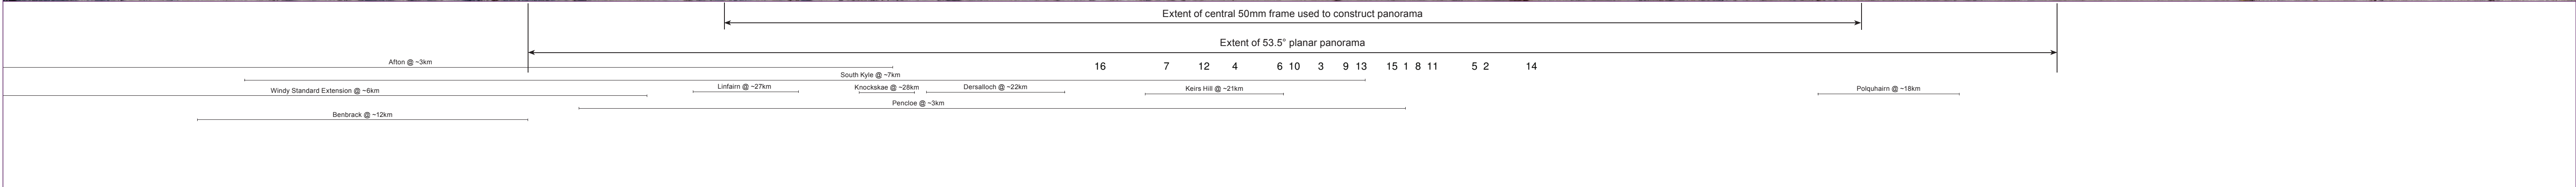 Extent of central 50mm frame used to construct panorama
Extent of 53.5° planar panorama
Afton @ ~3km
16 7 12 4 6 10 3 9 13 15 1 8 11 5 2 14
South Kyle @ ~7km
Windy Standard Extension @ ~6km
Linfairn @ ~27km
Knockskae @ ~28km
Dersalloch @ ~22km
Keirs Hill @ ~21km
Polquhairn @ ~18km
Pencloe @ ~3km
Benbrack @ ~12km